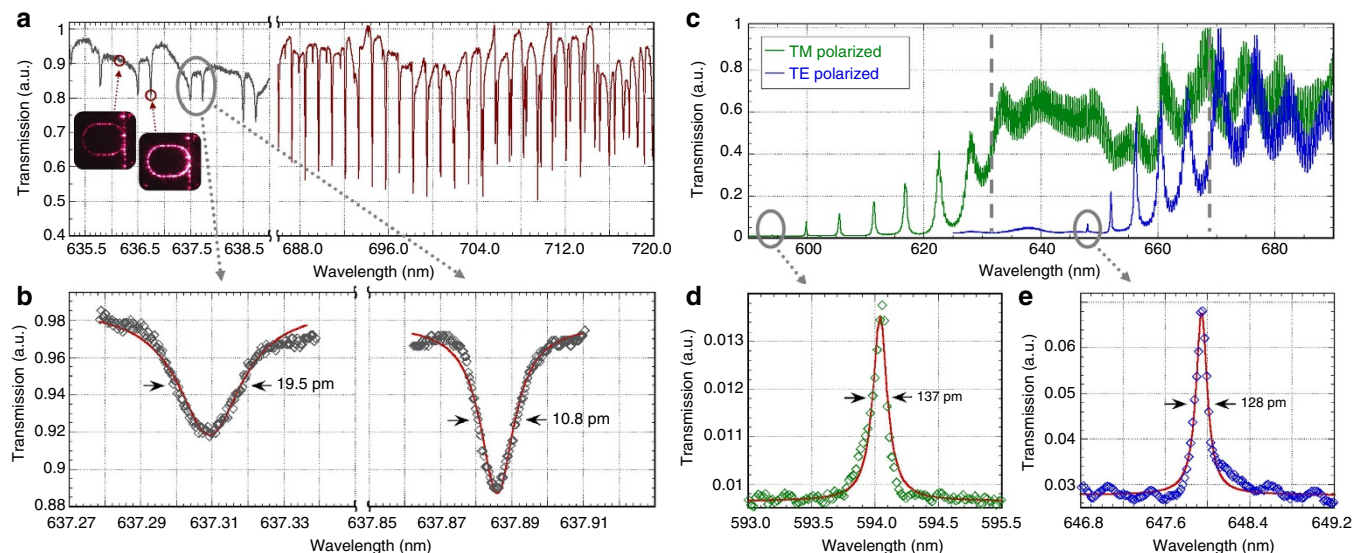 a
Transmission (a.u.)
1
0.9
0.8
0.7
0.6
0.5
0.4
635.5 636.5 637.5 638.5 688.0 696.0 704.0 712.0 720.0
Wavelength (nm)
b
Transmission (a.u.)
0.98
0.96
0.94
0.92
0.9
0.88
19.5 pm
10.8 pm
637.27 637.29 637.31 637.33 637.85 637.87 637.89 637.91
Wavelength (nm)
c
Transmission (a.u.)
1
0.8
0.6
0.4
0.2
0
TM polarized
TE polarized
600 620 640 660 680
Wavelength (nm)
d
Transmission (a.u.)
0.013
0.012
0.011
0.01
137 pm
593.0 593.5 594.0 594.5 595.5
Wavelength (nm)
e
Transmission (a.u.)
0.06
0.05
0.04
0.03
128 pm
646.8 647.8 648.4 649.2
Wavelength (nm)